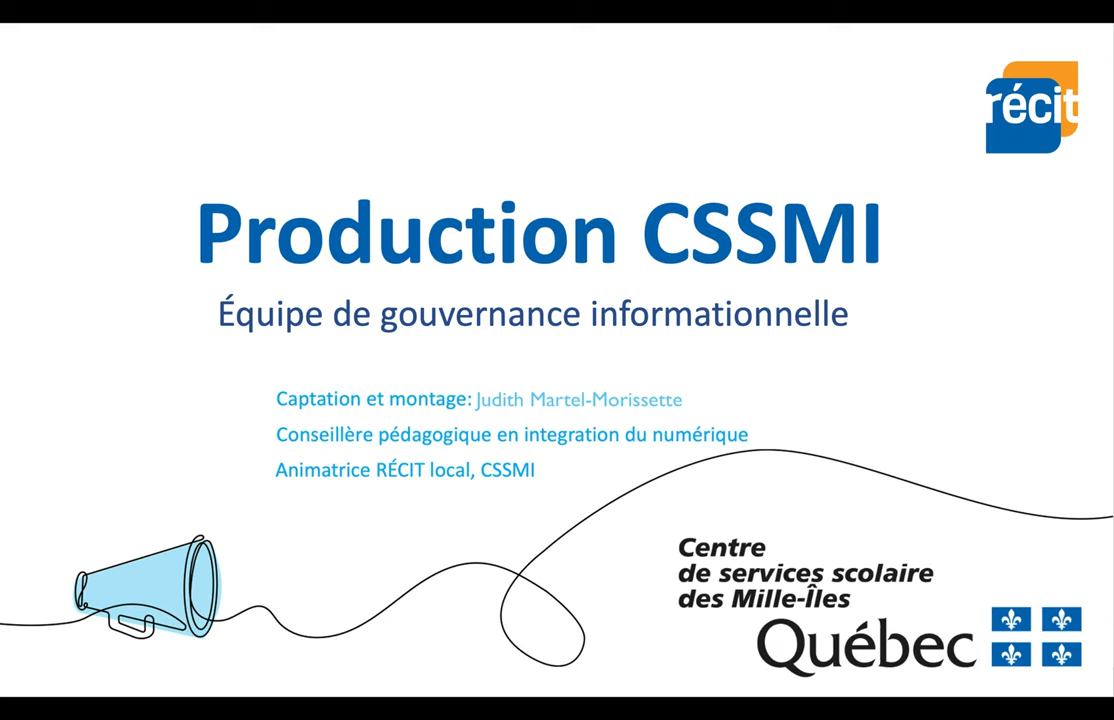 récit
Production CSSMI
Équipe de gouvernance informationnelle
Captation et montage: Judith Martel-Morissette
Conseillère pédagogique en integration du numérique
Animatrice RÉCIT local, CSSMI
Centre
de services scolaire
des Mille-Îles
Québec